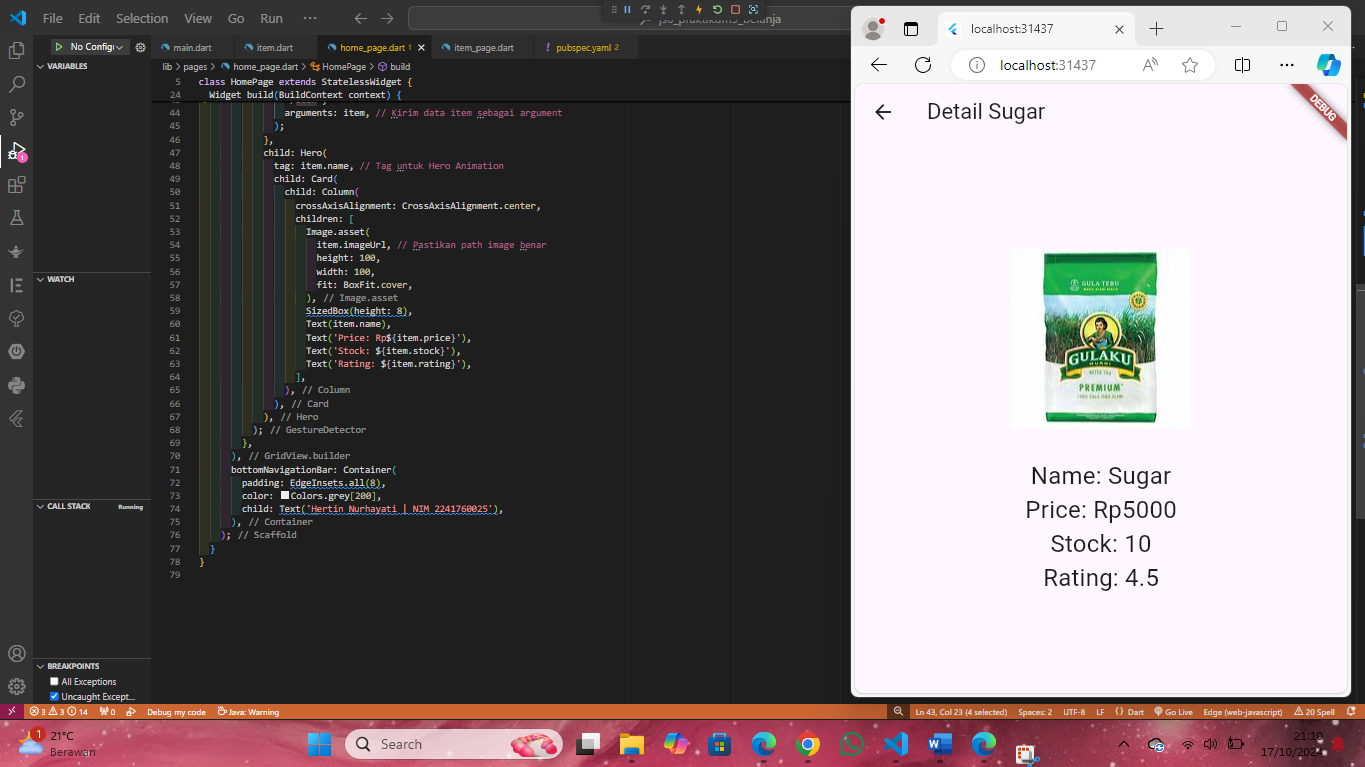 File Edit Selection View Go Run ···
js6_praktikum5_belanja
No Configu
main.dart item.dart home_page.dart 1 item_page.dart pubspec.yaml 2
lib > pages > home_page.dart > HomePage > build
VARIABLES
WATCH
CALL STACK Running
BREAKPOINTS
All Exceptions
Uncaught Except...
5 class HomePage extends StatelessWidget {
24 Widget build(BuildContext context) {
44 arguments: item, // Kirim data item sebagai argument
45 );
46 },
47 child: Hero(
48 tag: item.name, // Tag untuk Hero Animation
49 child: Card(
50 child: Column(
51 crossAxisAlignment: CrossAxisAlignment.center,
52 children: [
53 Image.asset(
54 item.imageUrl, // Pastikan path image benar
55 height: 100,
56 width: 100,
57 fit: BoxFit.cover,
58 ), // Image.asset
59 SizedBox(height: 8),
60 Text(item.name),
61 Text('Price: Rp${item.price}'),
62 Text('Stock: ${item.stock}'),
63 Text('Rating: ${item.rating}'),
64 ],
65 ), // Column
66 ), // Card
67 ), // Hero
68 ); // GestureDetector
69 },
70 ), // GridView.builder
71 bottomNavigationBar: Container(
72 padding: EdgeInsets.all(8),
73 color: Colors.grey[200],
74 child: Text('Hertin Nurhayati | NIM 2241760025'),
75 ), // Container
76 ); // Scaffold
77 }
78 }
79
localhost:31437
localhost:31437
Detail Sugar
DEBUG
GULA TEBU
GULAKU
MURNI
PREMIUM
Name: Sugar
Price: Rp5000
Stock: 10
Rating: 4.5
3 3 14 0 Debug my code Java: Warning
Ln 43, Col 23 (4 selected) Spaces: 2 UTF-8 LF { } Dart Go Live Edge (web-javascript) 20 Spell
1
21°C
Berawan
Search
21:10
17/10/2024